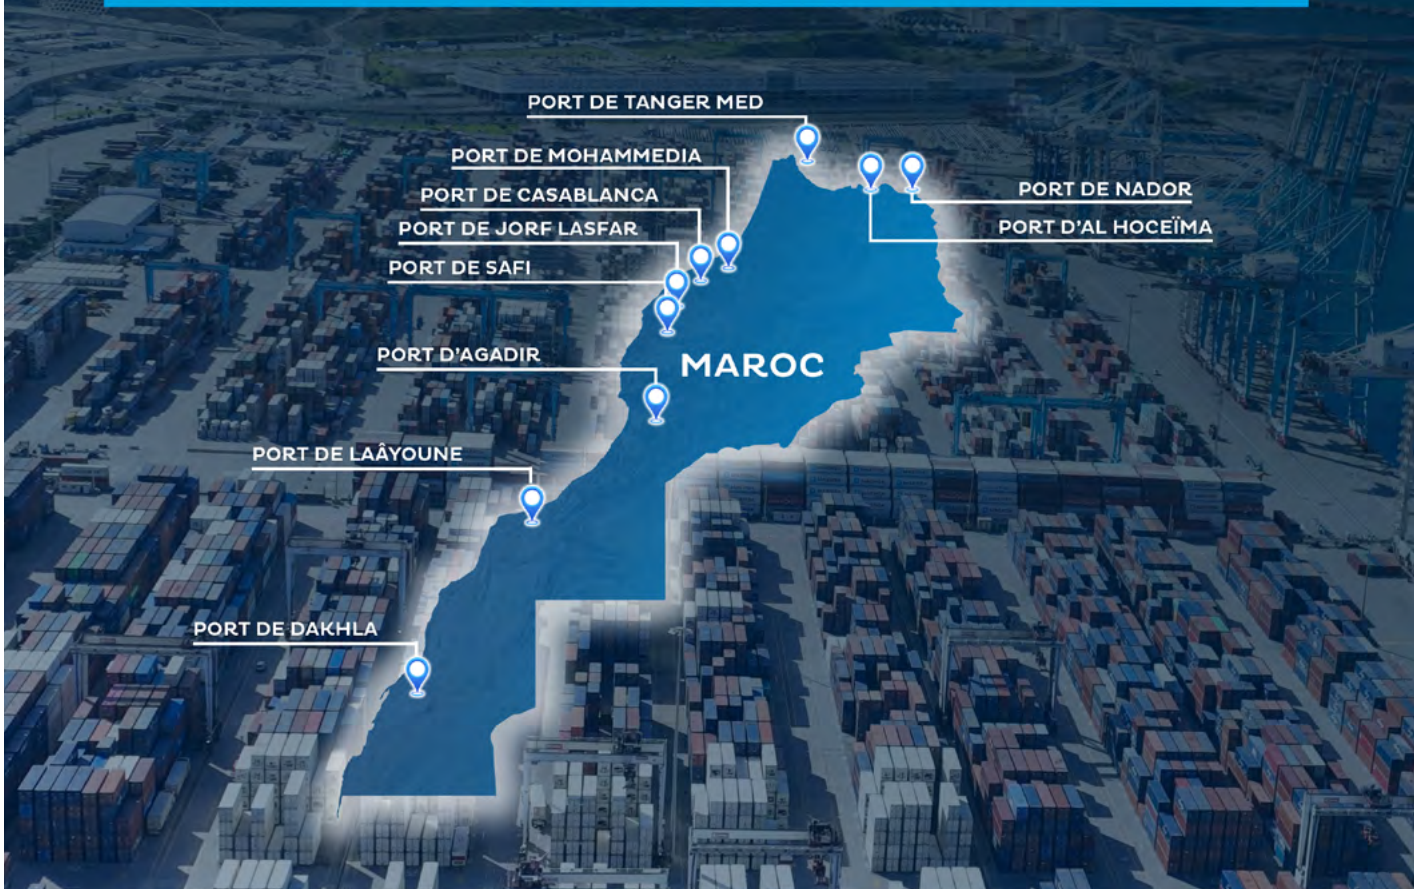 PORT DE TANGER MED
PORT DE MOHAMMEDIA
PORT DE CASABLANCA
PORT DE NADOR
PORT DE JORF LASFAR
PORT D'AL HOCEÏMA
PORT DE SAFI
PORT D'AGADIR
MAROC
PORT DE LAÂYOUNE
PORT DE DAKHLA